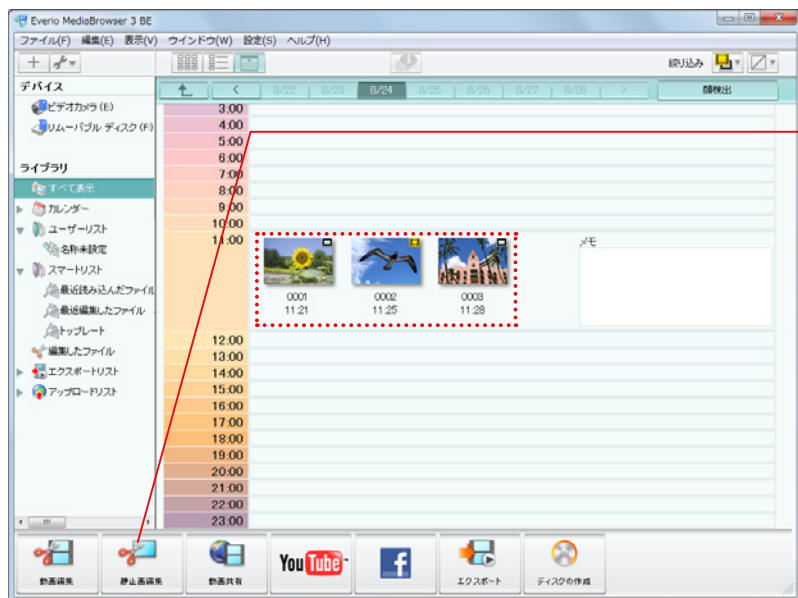 Everio MediaBrowser 3 BE
ファイル(F) 編集(E) 表示(V) ウインドウ(W) 設定(S) ヘルプ(H)
絞り込み
デバイス
ビデオカメラ (E)
リムーバブル ディスク (F)
ライブラリ
すべて表示
カレンダー
ユーザーリスト
名称未設定
スマートリスト
最近読み込んだファイル
最近編集したファイル
トップレート
編集したファイル
エクスポートリスト
アップロードリスト
< 8/22 8/23 8/24 8/25 8/26 8/27 8/28 > 顔検出
3:00
4:00
5:00
6:00
7:00
8:00
9:00
10:00
11:00
メモ
0001 0002 0003
11:21 11:25 11:28
12:00
13:00
14:00
15:00
16:00
17:00
18:00
19:00
20:00
21:00
22:00
23:00
動画編集 静止画編集 動画共有 YouTube f エクスポート ディスクの作成